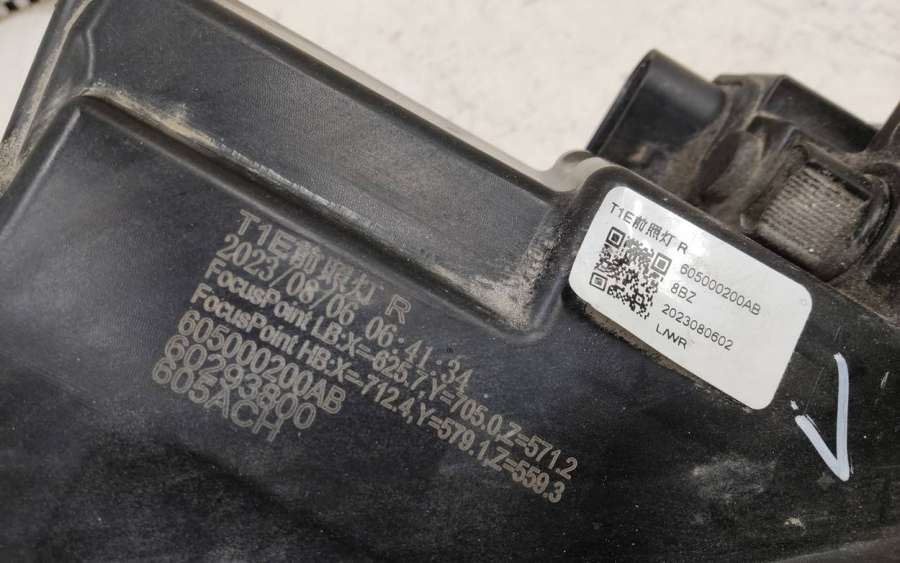 T1E前照灯 R
2023/08/06 06:41:34
FocusPoint LB:X=-625.7,Y=705.0,Z=571.2
FocusPoint HB:X=-712.4,Y=579.1,Z=559.3
605000200AB
60293800
605ACH
T1E前照灯 R
605000200AB
8BZ
2023080602
L/WR